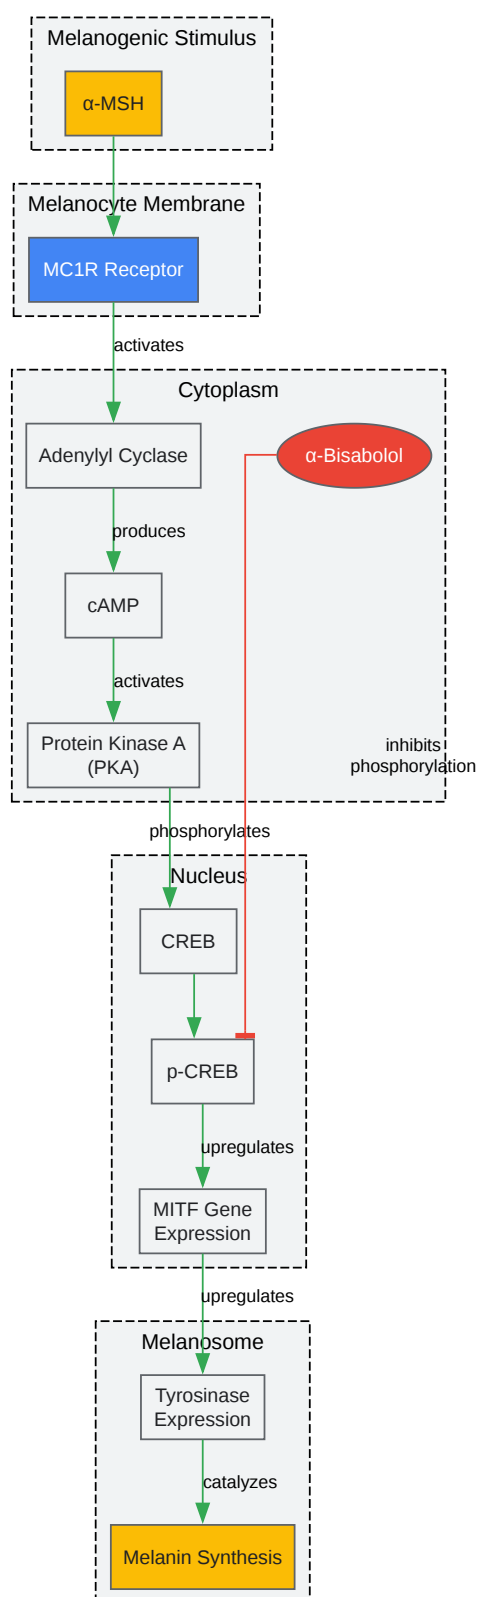 Melanogenic Stimulus
α-MSH
Melanocyte Membrane
MC1R Receptor
activates
Cytoplasm
Adenylyl Cyclase
α-Bisabolol
produces
cAMP
activates
Protein Kinase A
(PKA)
inhibits
phosphorylation
phosphorylates
Nucleus
CREB
p-CREB
upregulates
MITF Gene
Expression
upregulates
Melanosome
Tyrosinase
Expression
catalyzes
Melanin Synthesis